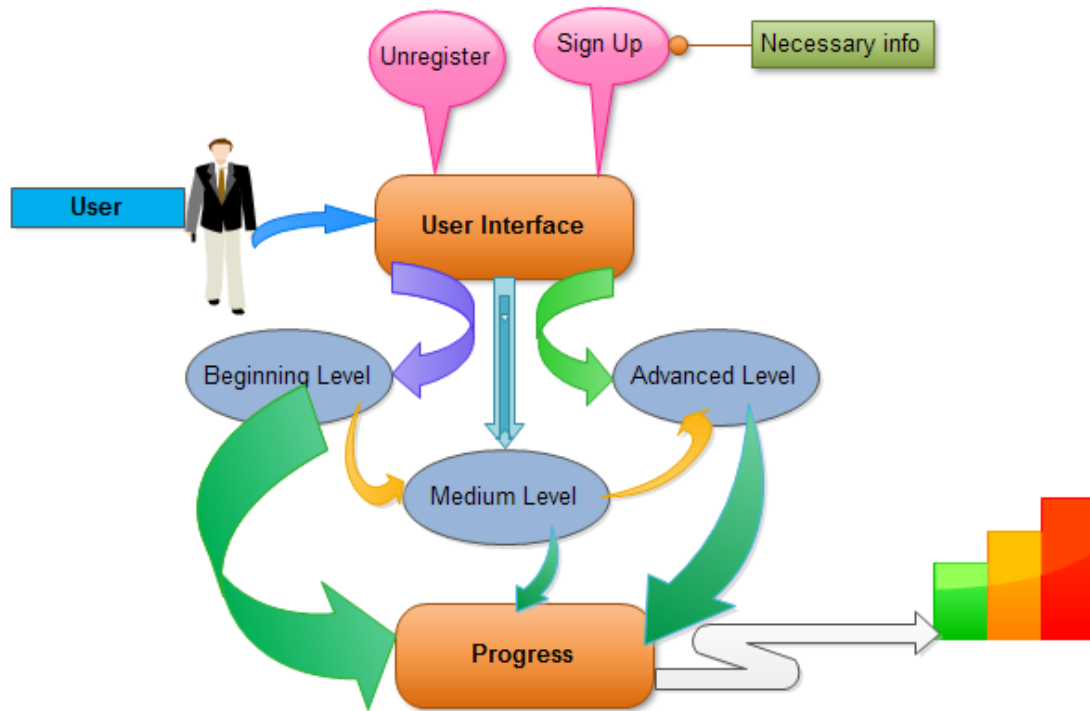 Unregister
Sign Up
Necessary info
User
User Interface
Beginning Level
Advanced Level
Medium Level
Progress